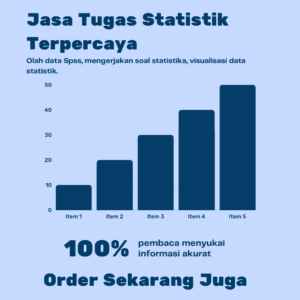 Jasa Tugas Statistik
Terpercaya
Olah data Spss, mengerjakan soal statistika, visualisasi data
statistik.
50
40
30
20
10
0
Item 1 Item 2 Item 3 Item 4 Item 5
100% pembaca menyukai
informasi akurat
Order Sekarang Juga